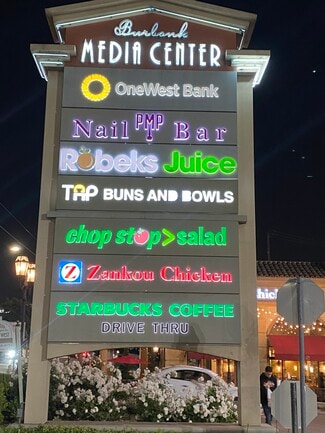 Burbank
MEDIA CENTER
OneWest Bank
Nail PMP Bar
Robeks Juice
TAP BUNS AND BOWLS
chop stop>salad
Z Zankou Chicken
STARBUCKS COFFEE
DRIVE THRU